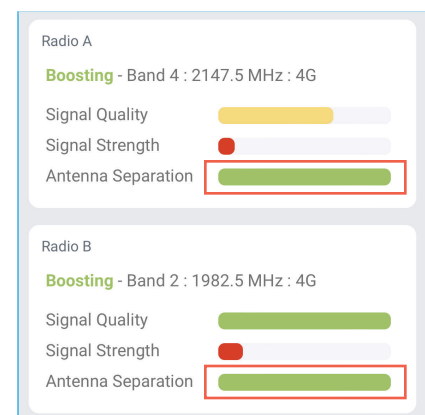 Radio A
Boosting - Band 4 : 2147.5 MHz : 4G
Signal Quality
Signal Strength
Antenna Separation
Radio B
Boosting - Band 2 : 1982.5 MHz : 4G
Signal Quality
Signal Strength
Antenna Separation